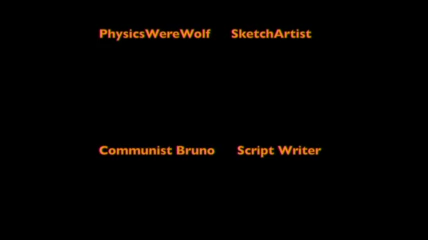 PhysicsWereWolf SketchArtist
Communist Bruno Script Writer